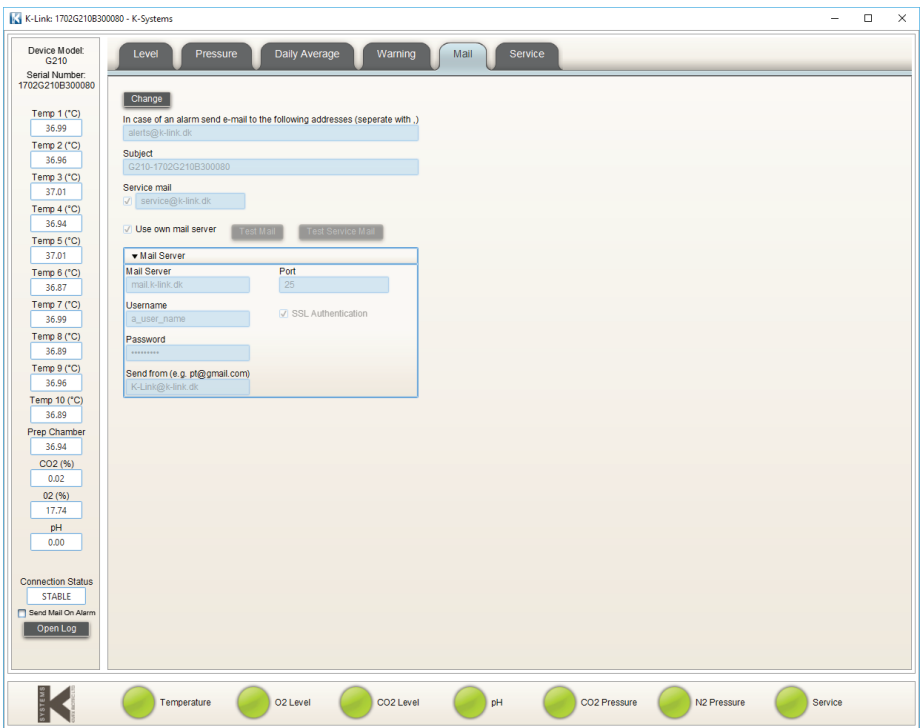 K-Link: 1702G210B300080 - K-Systems
Device Model:
G210
Serial Number:
1702G210B300080
Temp 1 (°C)
36.99
Temp 2 (°C)
36.96
Temp 3 (°C)
37.01
Temp 4 (°C)
36.94
Temp 5 (°C)
37.01
Temp 6 (°C)
36.87
Temp 7 (°C)
36.99
Temp 8 (°C)
36.89
Temp 9 (°C)
36.96
Temp 10 (°C)
36.89
Prep Chamber
36.94
CO2 (%)
0.02
02 (%)
17.74
pH
0.00
Connection Status
STABLE
Send Mail On Alarm
Open Log
Level Pressure Daily Average Warning Mail Service
Change
In case of an alarm send e-mail to the following addresses (seperate with ,)
alerts@k-link.dk
Subject
G210-1702G210B300080
Service mail
service@k-link.dk
Use own mail server Test Mail Test Service Mail
▾ Mail Server
Mail Server Port
mail.k-link.dk 25
Username
a_user_name SSL Authentication
Password
*********
Send from (e.g. pt@gmail.com)
K-Link@k-link.dk
SYSTEMS K
Temperature O2 Level CO2 Level pH CO2 Pressure N2 Pressure Service